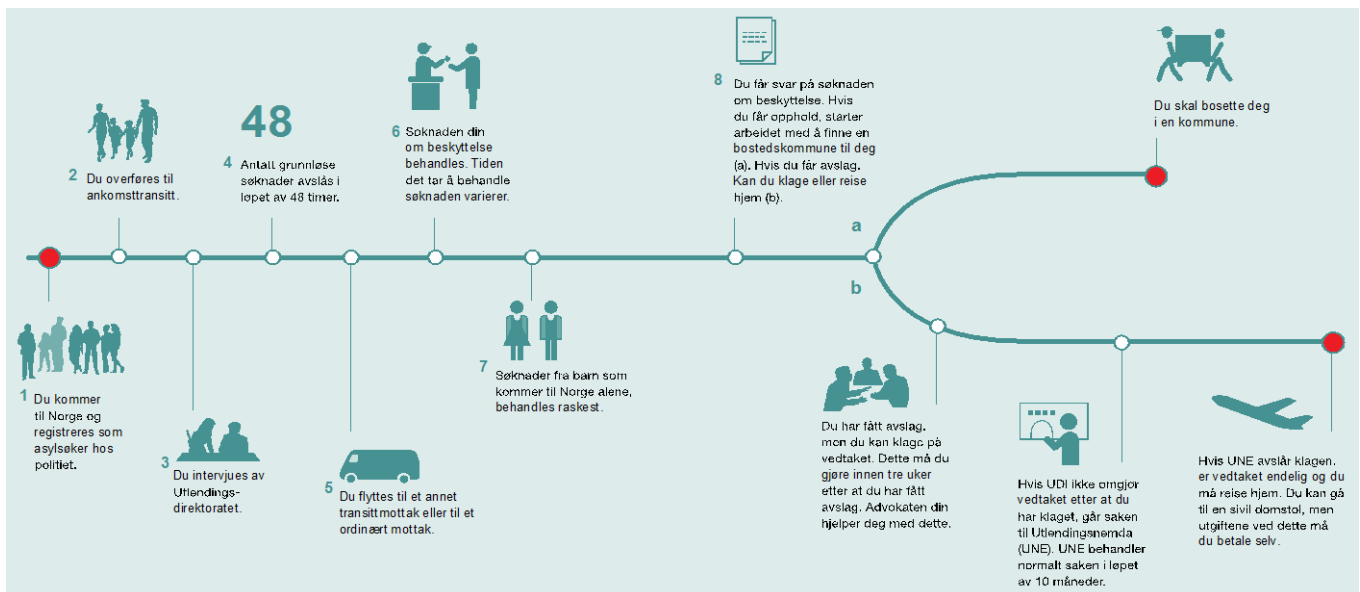 1 Du kommer
til Norge og
registreres som
asylsøker hos
politiet.
2 Du overføres til
ankomsttransitt.
3 Du intervjues av
Utlendings-
direktoratet.
48
4 Antall grunnløse
søknader avslås i
løpet av 48 timer.
5 Du flyttes til et annet
transittmottak eller til et
ordinært mottak.
6 Søknaden din
om beskyttelse
behandles. Tiden
det tar å behandle
søknaden varierer.
7 Søknader fra barn som
kommer til Norge alene,
behandles raskest.
8 Du får svar på søknaden
om beskyttelse. Hvis
du får opphold, starter
arbeidet med å finne en
bostedskommune til deg
(a). Hvis du får avslag.
Kan du klage eller reise
hjem (b).
a
Du skal bosette deg
i en kommune.
b
Du har fått avslag,
men du kan klage på
vedtaket. Dette må du
gjøre innen tre uker
etter at du har fått
avslag. Advokaten din
hjelper deg med dette.
Hvis UDI ikke omgjør
vedtaket etter at du
har klaget, går saken
til Utlendingsnemda
(UNE). UNE behandler
normalt saken i løpet
av 10 måneder.
Hvis UNE avslår klagen,
er vedtaket endelig og du
må reise hjem. Du kan gå
til en sivil domstol, men
utgiftene ved dette må
du betale selv.